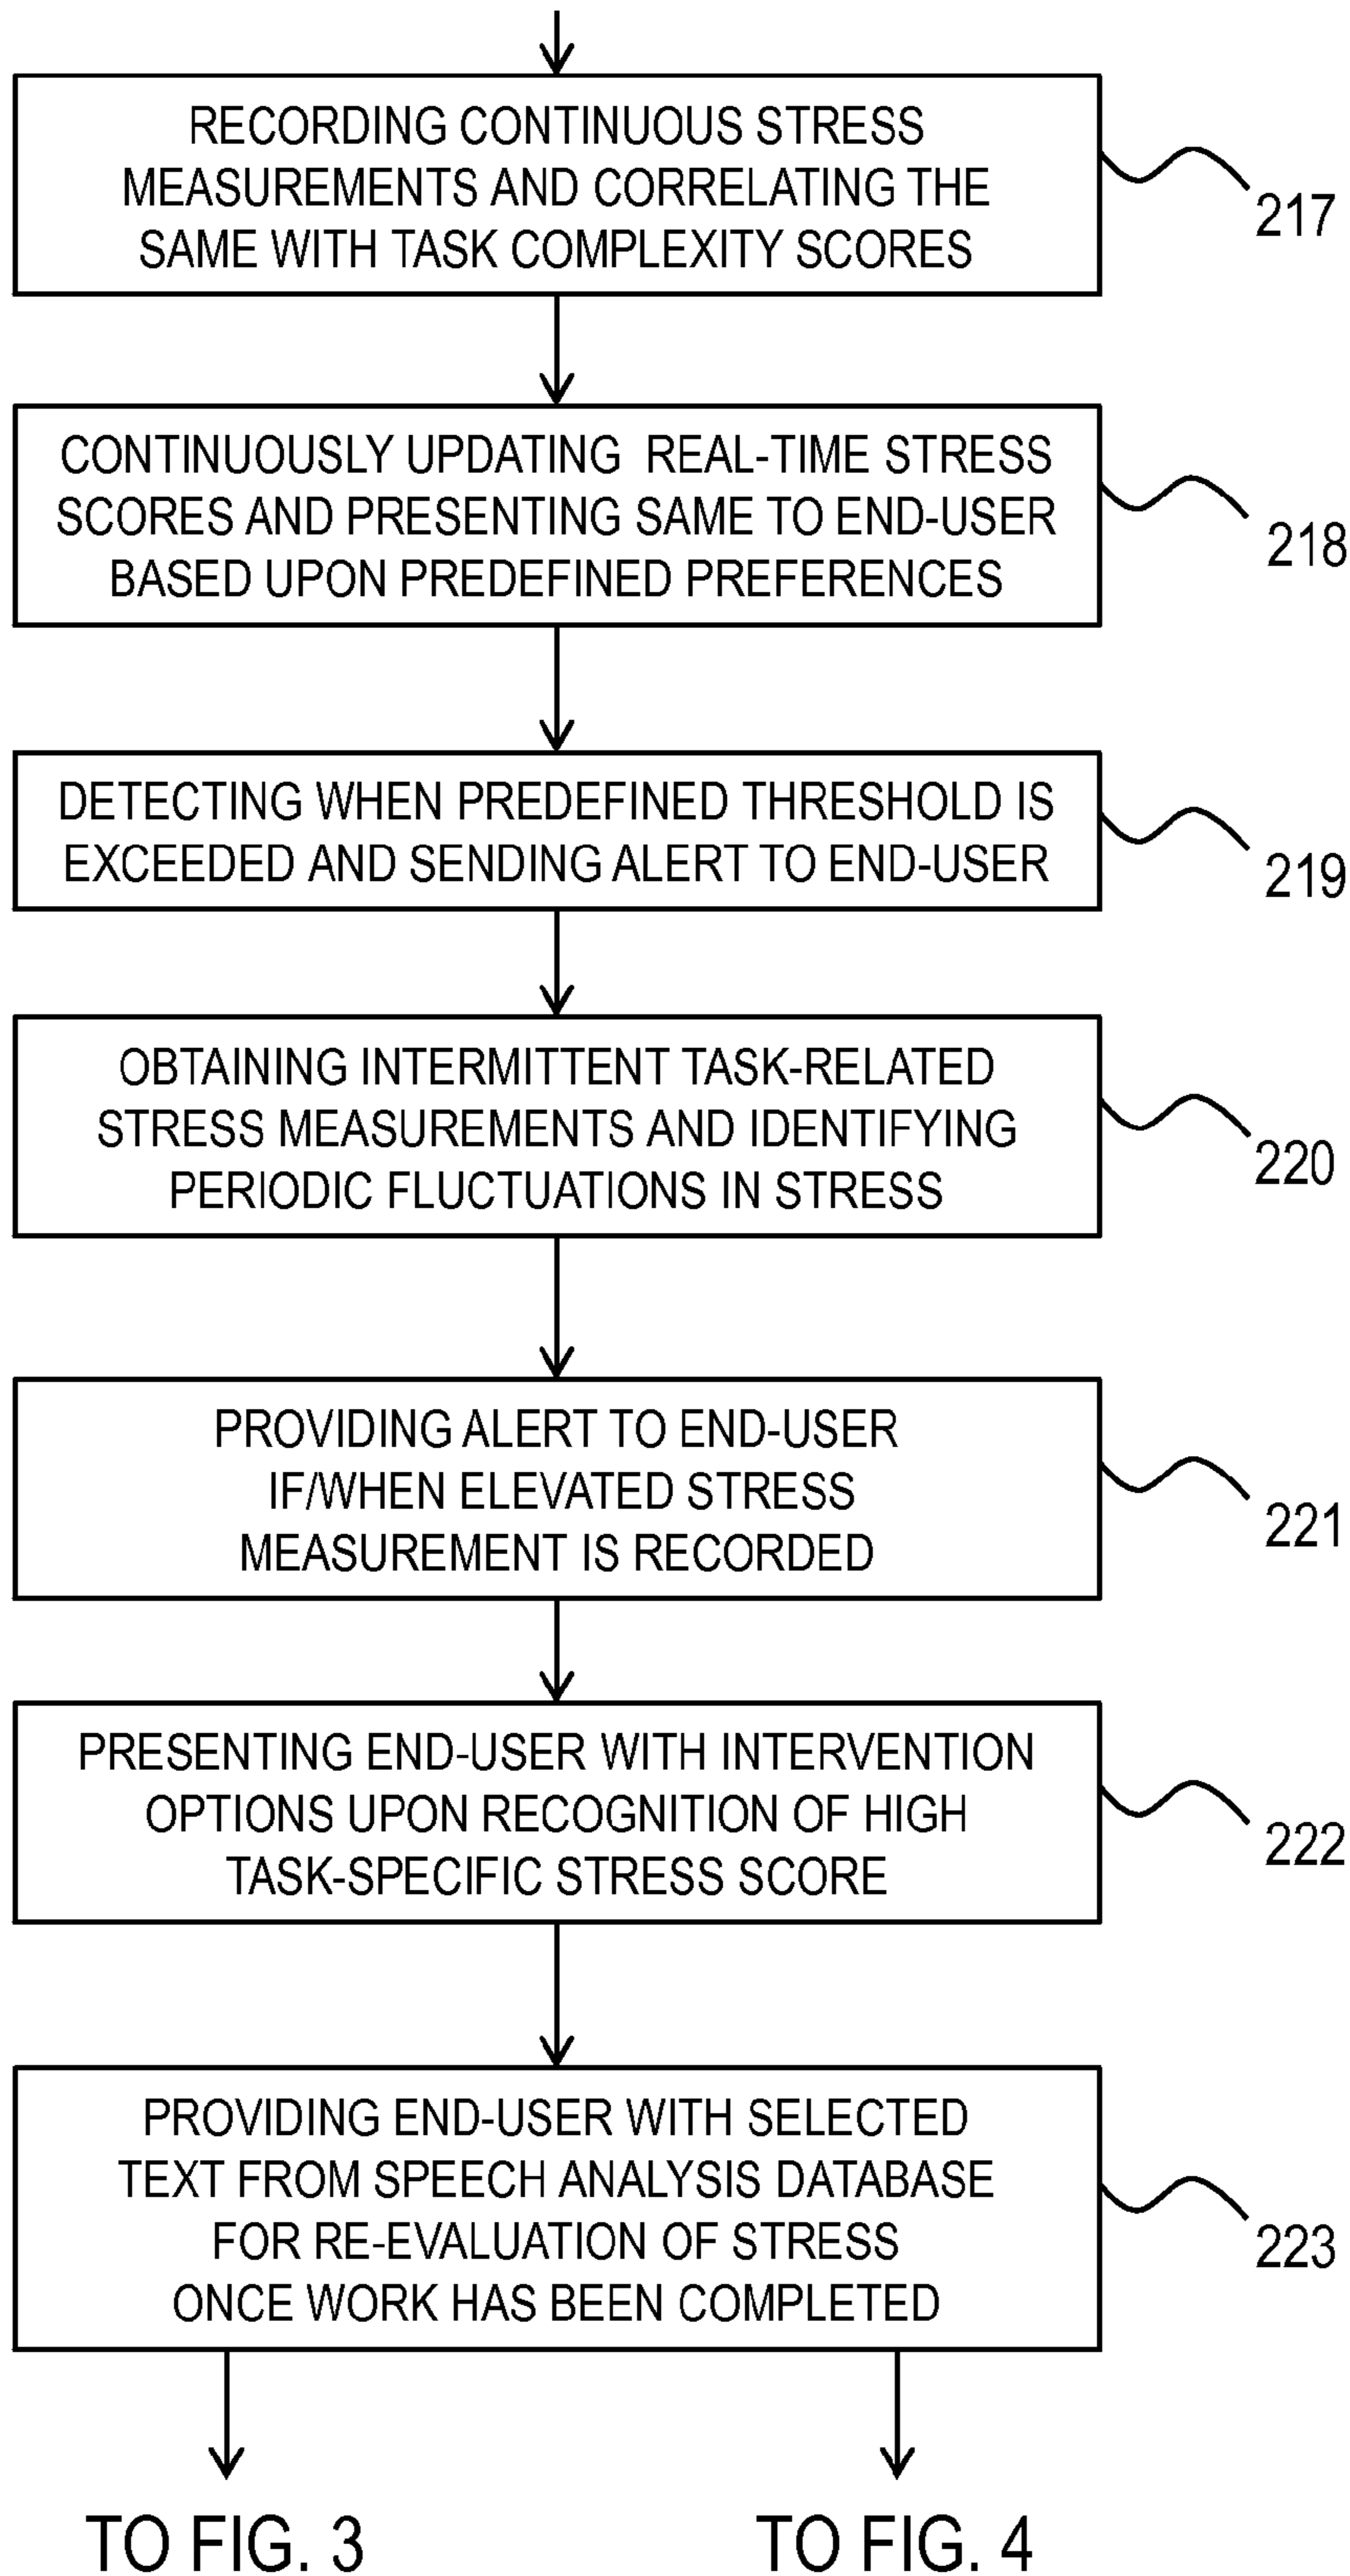 RECORDING CONTINUOUS STRESS
MEASUREMENTS AND CORRELATING THE
SAME WITH TASK COMPLEXITY SCORES
217
CONTINUOUSLY UPDATING REAL-TIME STRESS
SCORES AND PRESENTING SAME TO END-USER
BASED UPON PREDEFINED PREFERENCES
218
DETECTING WHEN PREDEFINED THRESHOLD IS
EXCEEDED AND SENDING ALERT TO END-USER
219
OBTAINING INTERMITTENT TASK-RELATED
STRESS MEASUREMENTS AND IDENTIFYING
PERIODIC FLUCTUATIONS IN STRESS
220
PROVIDING ALERT TO END-USER
IF/WHEN ELEVATED STRESS
MEASUREMENT IS RECORDED
221
PRESENTING END-USER WITH INTERVENTION
OPTIONS UPON RECOGNITION OF HIGH
TASK-SPECIFIC STRESS SCORE
222
PROVIDING END-USER WITH SELECTED
TEXT FROM SPEECH ANALYSIS DATABASE
FOR RE-EVALUATION OF STRESS
ONCE WORK HAS BEEN COMPLETED
223
TO FIG. 3
TO FIG. 4